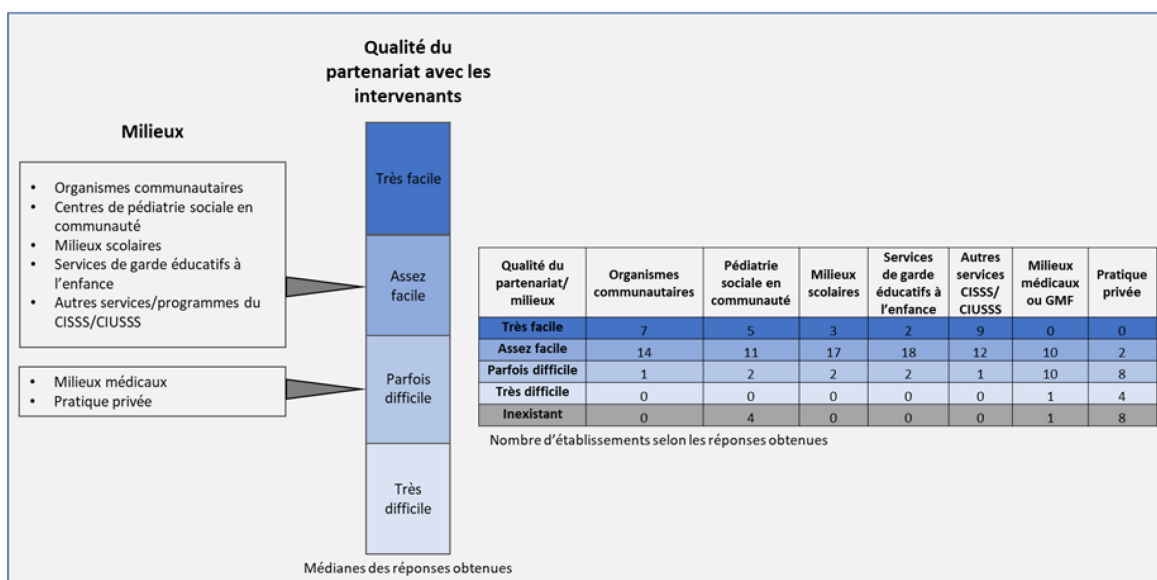 Qualité du
partenariat avec les
intervenants
Milieux
• Organismes communautaires
• Centres de pédiatrie sociale en
communauté
• Milieux scolaires
• Services de garde éducatifs à
l'enfance
• Autres services/programmes du
CISSS/CIUSSS
• Milieux médicaux
• Pratique privée
Très facile
Assez
facile
Parfois
difficile
Très
difficile
Médianes des réponses obtenues
Qualité du partenariat/ milieux | Organismes communautaires | Pédiatrie sociale en communauté | Milieux scolaires | Services de garde éducatifs à l'enfance | Autres services CISSS/ CIUSSS | Milieux médicaux ou GMF | Pratique privée
Très facile | 7 | 5 | 3 | 2 | 9 | 0 | 0
Assez facile | 14 | 11 | 17 | 18 | 12 | 10 | 2
Parfois difficile | 1 | 2 | 2 | 2 | 1 | 10 | 8
Très difficile | 0 | 0 | 0 | 0 | 0 | 1 | 4
Inexistant | 0 | 4 | 0 | 0 | 0 | 1 | 8
Nombre d'établissements selon les réponses obtenues